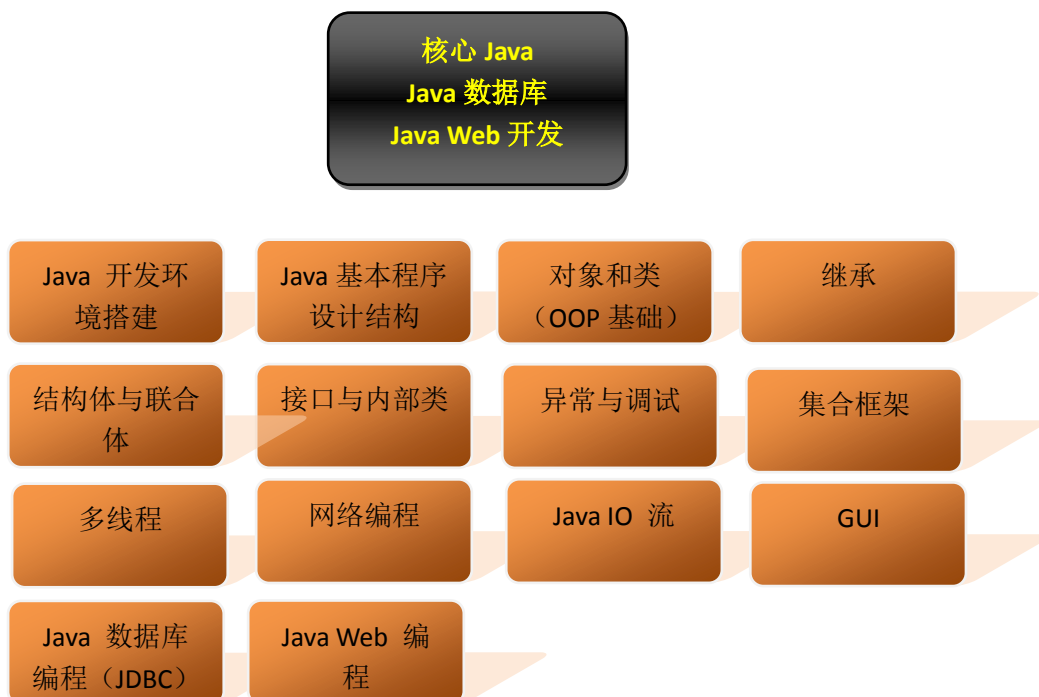 核心 Java
Java 数据库
Java Web 开发
Java 开发环
境搭建
Java 基本程序
设计结构
对象和类
（OOP 基础）
继承
结构体与联合
体
接口与内部类
异常与调试
集合框架
多线程
网络编程
Java IO 流
GUI
Java 数据库
编程（JDBC）
Java Web 编
程